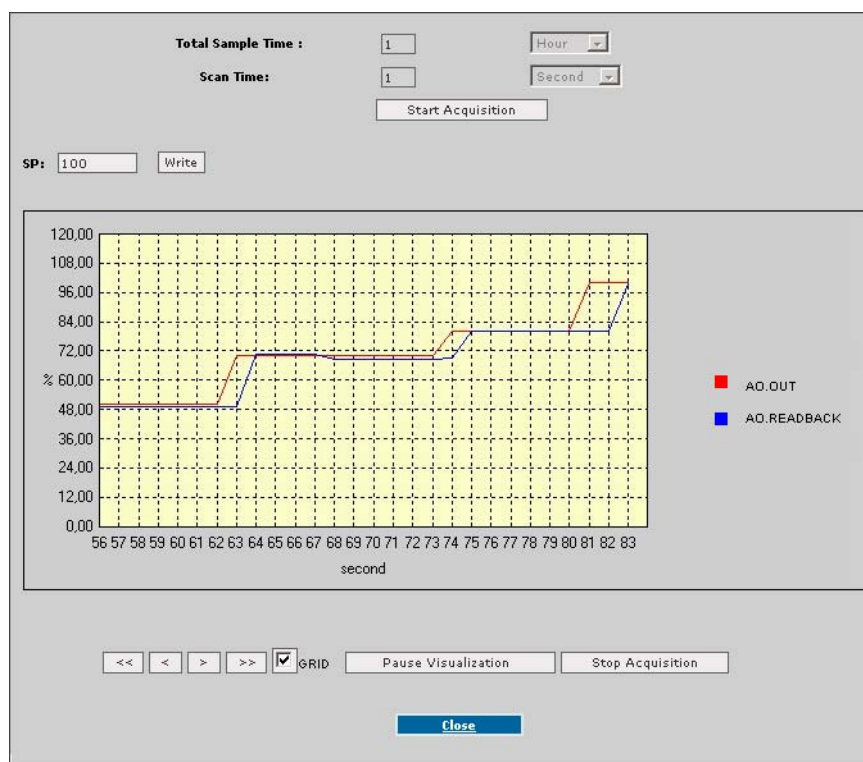 Total Sample Time : 1 Hour
Scan Time: 1 Second
Start Acquisition
SP: 100 Write
120,00
108,00
96,00
84,00
72,00
% 60,00
48,00
36,00
24,00
12,00
0,00
56 57 58 59 60 61 62 63 64 65 66 67 68 69 70 71 72 73 74 75 76 77 78 79 80 81 82 83
second
AO.OUT
AO.READBACK
<< < > >> GRID Pause Visualization Stop Acquisition
Close